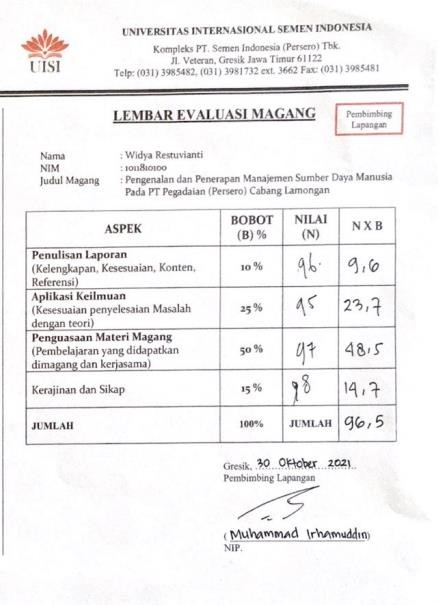 UISI
UNIVERSITAS INTERNASIONAL SEMEN INDONESIA
Kompleks PT. Semen Indonesia (Persero) Tbk.
Jl. Veteran, Gresik Jawa Timur 61122
Telp: (031) 3985482, (031) 3981732 ext. 3662 Fax: (031) 3985481
LEMBAR EVALUASI MAGANG
Pembimbing
Lapangan
Nama : Widya Restuvianti
NIM : 1011810100
Judul Magang : Pengenalan dan Penerapan Manajemen Sumber Daya Manusia
Pada PT Pegadaian (Persero) Cabang Lamongan
ASPEK BOBOT (B) % NILAI (N) N X B
Penulisan Laporan
(Kelengkapan, Kesesuaian, Konten,
Referensi) 10 % 96 9,6
Aplikasi Keilmuan
(Kesesuaian penyelesaian Masalah
dengan teori) 25 % 95 23,7
Penguasaan Materi Magang
(Pembelajaran yang didapatkan
dimagang dan kerjasama) 50 % 97 48,5
Kerajinan dan Sikap 15 % 98 14,7
JUMLAH 100% JUMLAH 96,5
Gresik, 30 Oktober 2021
Pembimbing Lapangan
(Muhammad Irhamuddin)
NIP.